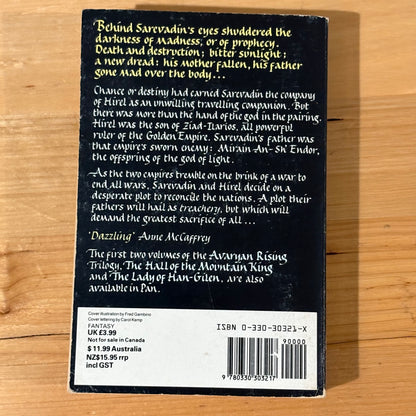 Behind Sarevadin's eyes shuddered the
darkness of madness; or of prophecy.
Death and destruction; bitter sunlight;
a new dread: his mother fallen, his father
gone mad over the body...
Chance or destiny had earned Sarevadin the company
of Hirel as an unwilling travelling companion. But
there was more than the hand of the god in the pairing.
Hirel was the son of Ziad-Ilarios, all powerful
ruler of the Golden Empire. Sarevadin's father was
that empire's sworn enemy: Mirain An-Sh'Endor,
the offspring of the god of light.
As the two empires tremble on the brink of a war to
end all wars, Sarevadin and Hirel decide on a
desperate plot to reconcile the nations. A plot their
fathers will hail as treachery, but which will
demand the greatest sacrifice of all...
'Dazzling' Anne McCaffrey
The first two volumes of the Avaryan Rising
Trilogy, The Hall of the Mountain King
and The Lady of Han-Gilen, are also
available in Pan.
Cover illustration by Fred Gambino
Cover lettering by Carol Kemp
FANTASY
UK £3.99
Not for sale in Canada
$ 11.99 Australia
NZ$15.95 rrp
incl GST
ISBN 0-330-30321-X
90000
9 780330 303217